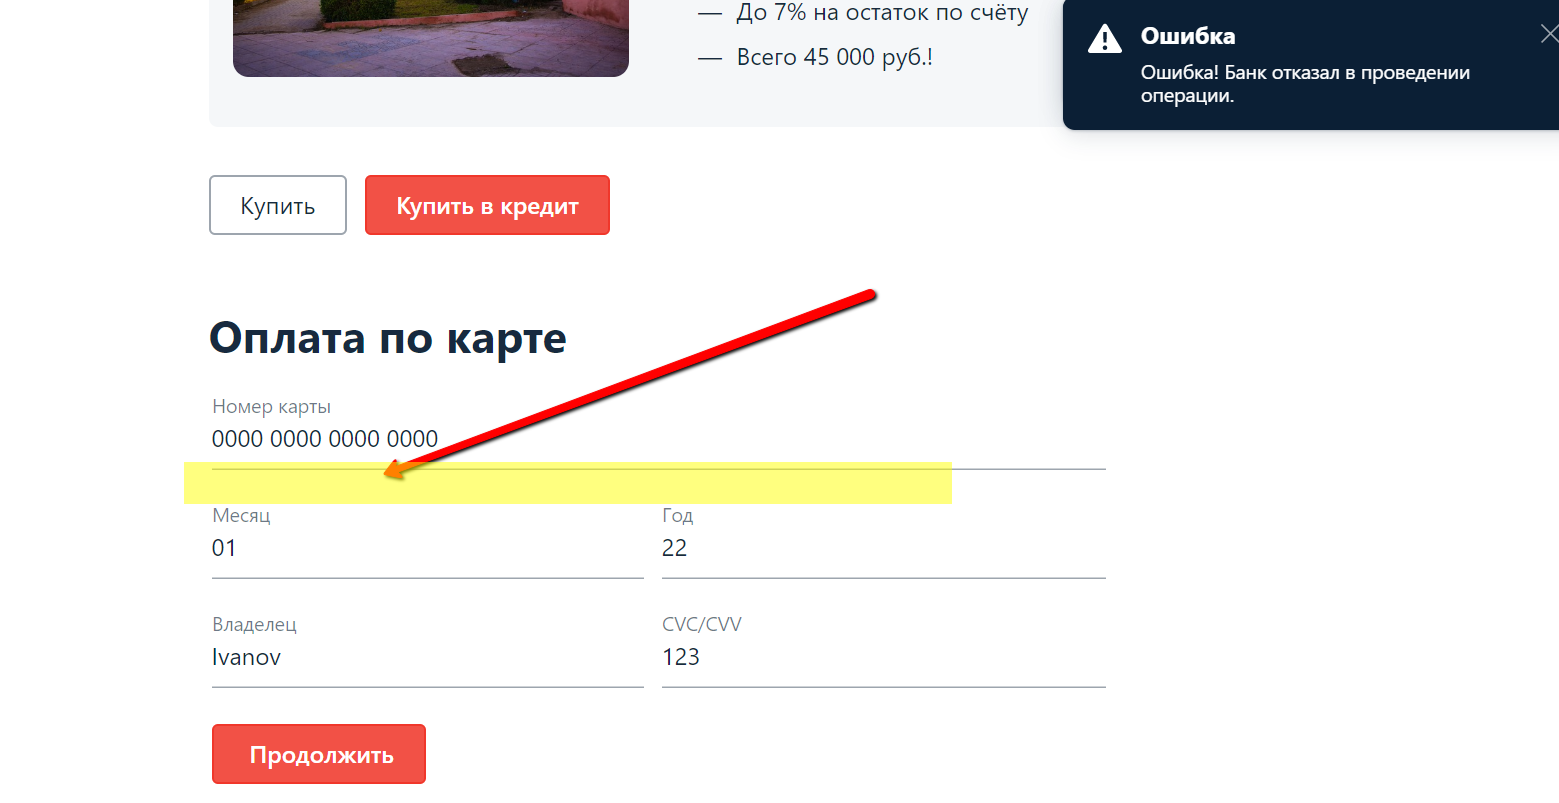 — До 7% на остаток по счёту
— Всего 45 000 руб.!
Ошибка
Ошибка! Банк отказал в проведении
операции.
Купить
Купить в кредит
Оплата по карте
Номер карты
0000 0000 0000 0000
Месяц
Год
01
22
Владелец
CVC/CVV
Ivanov
123
Продолжить